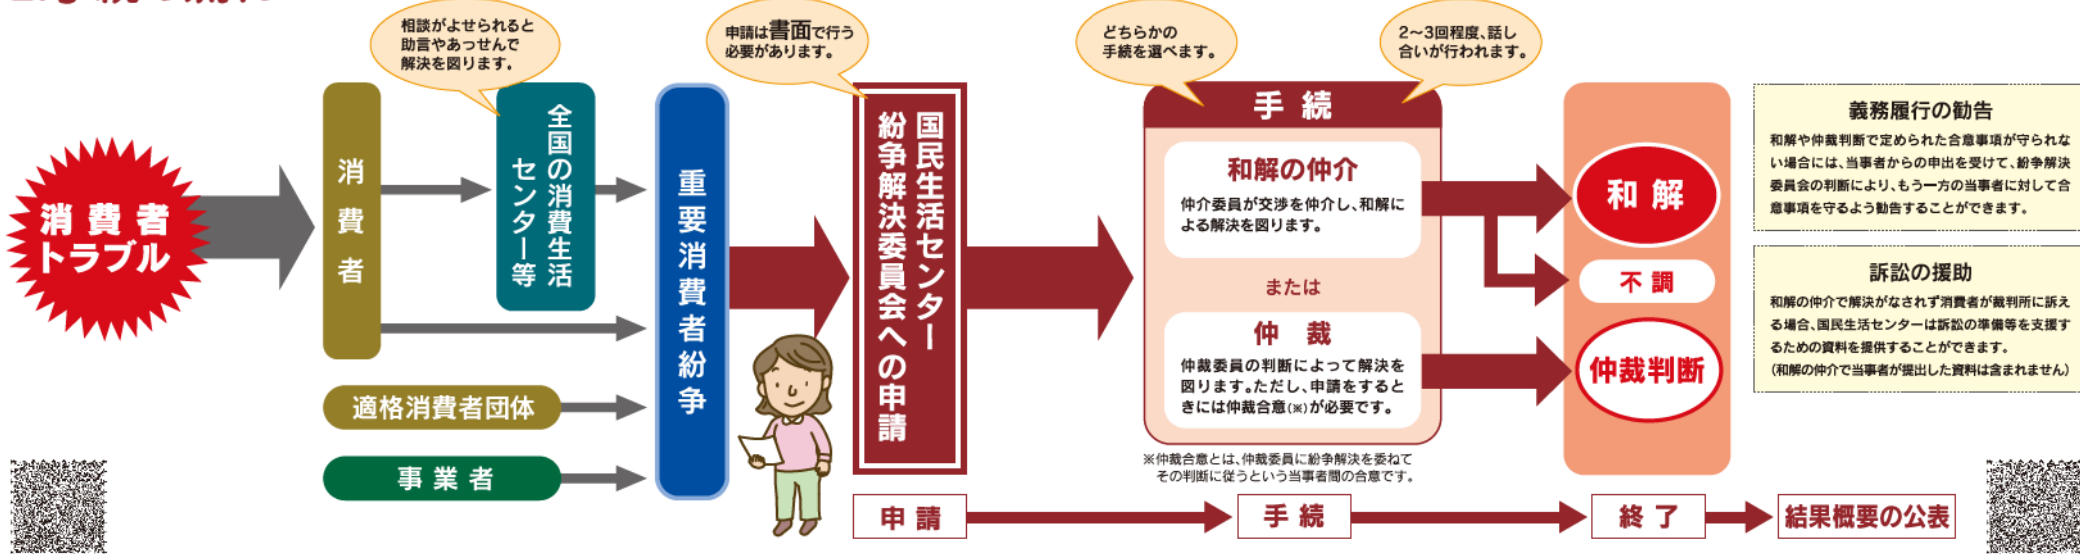 相談がよせられると
助言やあっせんで
解決を図ります。
申請は書面で行う
必要があります。
どちらかの
手続を選べます。
2〜3回程度、話し
合いが行われます。
消費者
トラブル
消費者
全国の消費生活
センター等
適格消費者団体
事業者
重要消費者紛争
国民生活センター
紛争解決委員会への申請
手続
和解の仲介
仲介委員が交渉を仲介し、和解に
よる解決を図ります。
または
仲裁
仲裁委員の判断によって解決を
図ります。ただし、申請をすると
きには仲裁合意(※)が必要です。
※仲裁合意とは、仲裁委員に紛争解決を委ねて
その判断に従うという当事者間の合意です。
和解
不調
仲裁判断
義務履行の勧告
和解や仲裁判断で定められた合意事項が守られな
い場合には、当事者からの申出を受けて、紛争解決
委員会の判断により、もう一方の当事者に対して合
意事項を守るよう勧告することができます。
訴訟の援助
和解の仲介で解決がなされず消費者が裁判所に訴え
る場合、国民生活センターは訴訟の準備等を支援す
るための資料を提供することができます。
(和解の仲介で当事者が提出した資料は含まれません)
申請
手続
終了
結果概要の公表